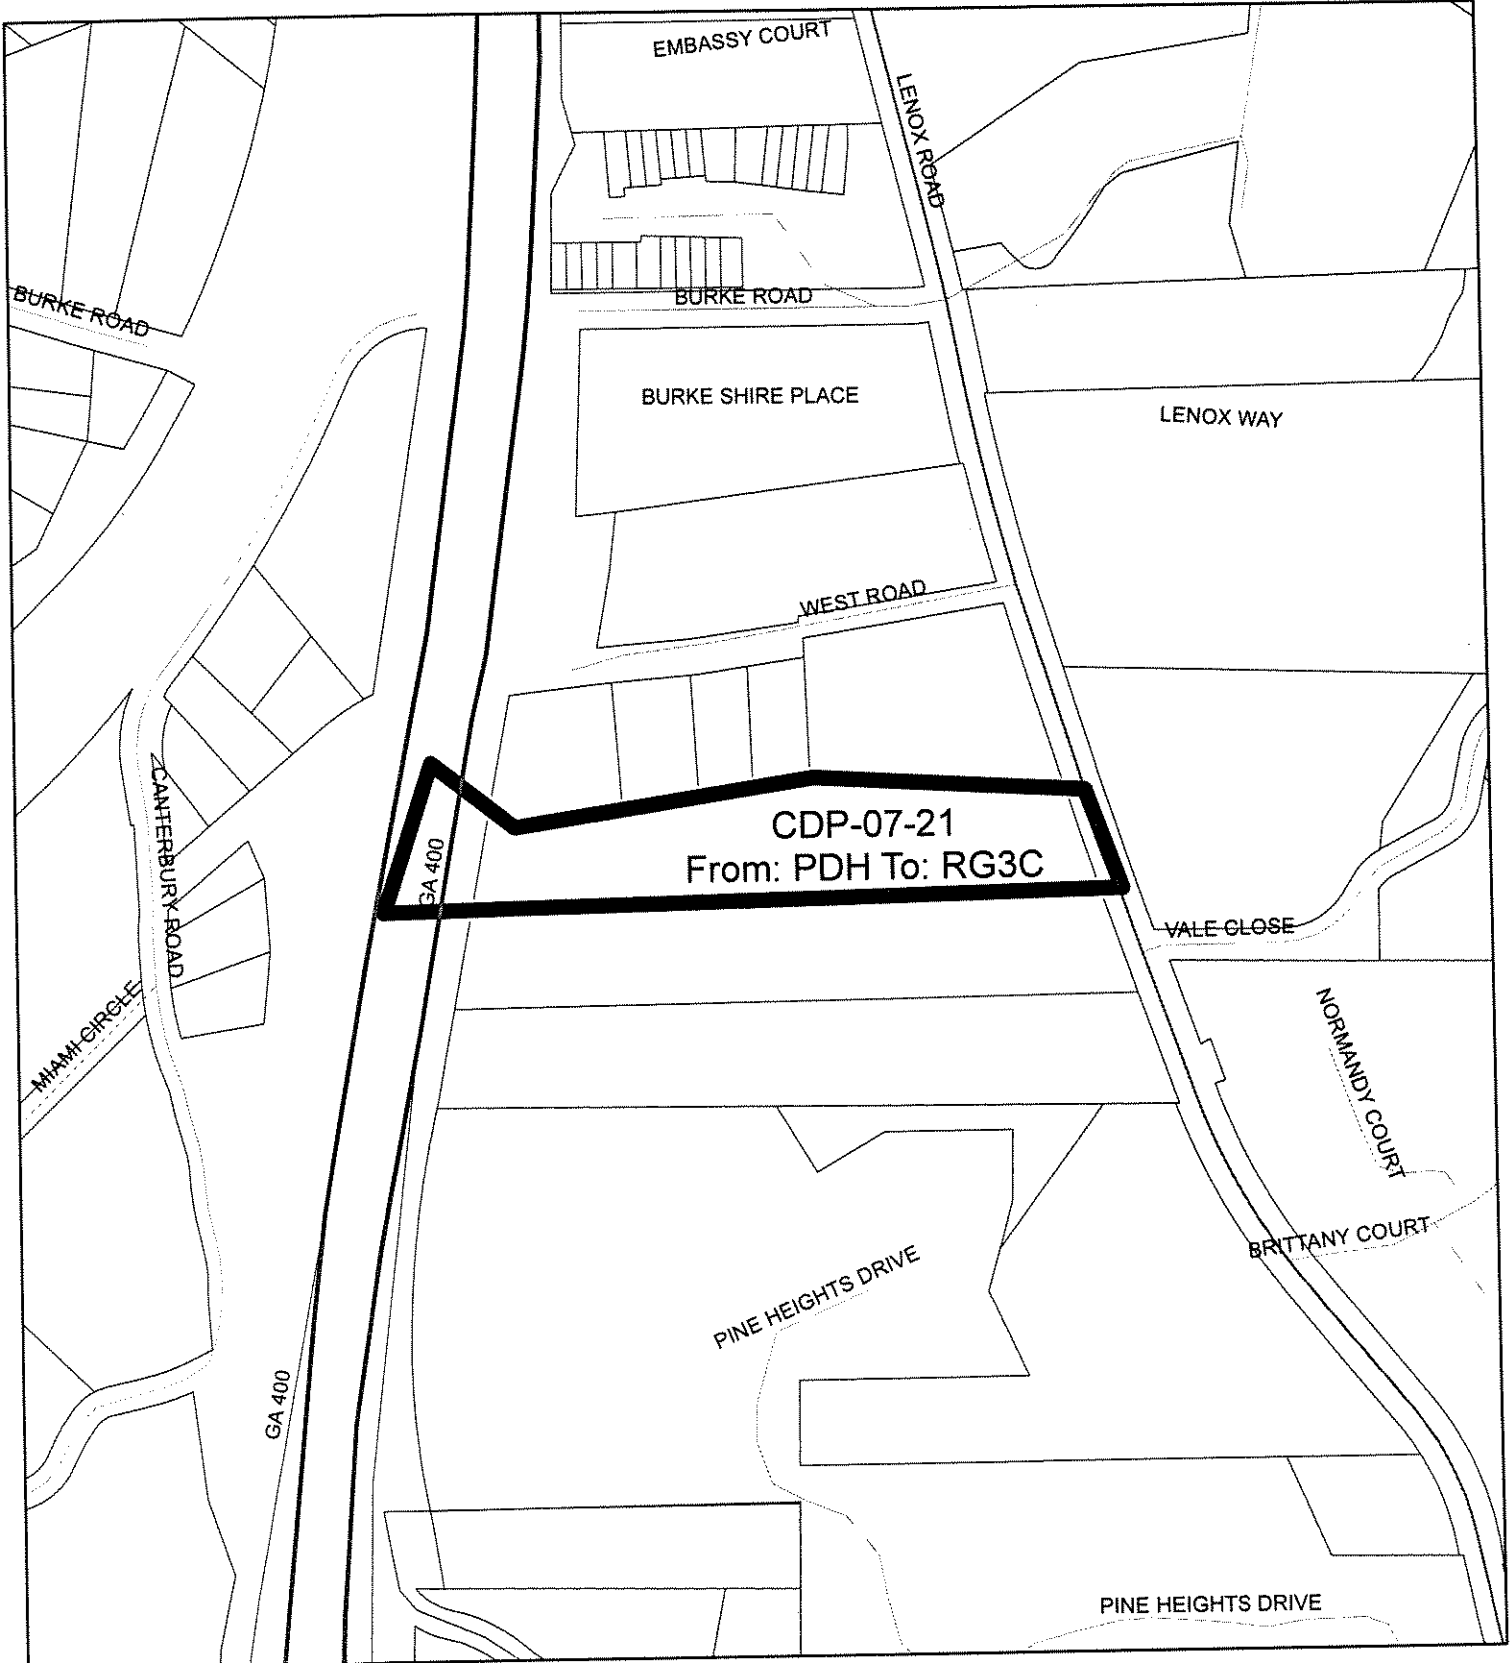 EMBASSY COURT
LENOX ROAD
BURKE ROAD
BURKE ROAD
BURKE SHIRE PLACE
LENOX WAY
WEST ROAD
CANTERBURY ROAD
GA 400
CDP-07-21
From: PDH To: RG3C
VALE CLOSE
MIAMI CIRCLE
NORMANDY COURT
BRITTANY COURT
PINE HEIGHTS DRIVE
GA 400
PINE HEIGHTS DRIVE